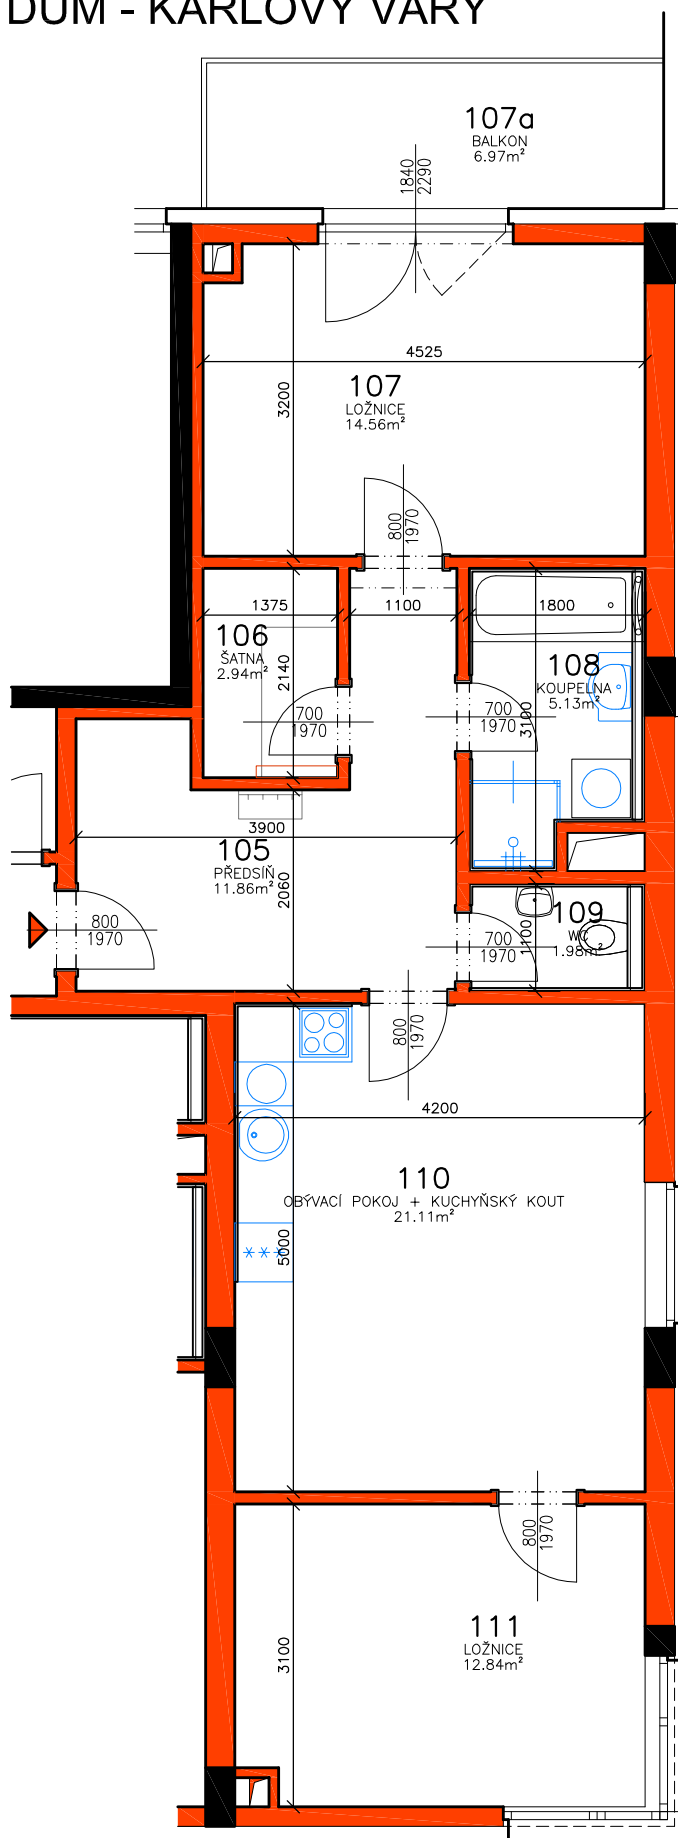 DŮM - KARLOVY VARY
107a
BALKON
6.97m²
1840
2290
4525
3200
107
LOŽNICE
14.56m²
800
1970
1375
1100
1800
106
ŠATNA
2.94m²
2140
108
KOUPELNA
5.13m²
3100
700
1970
700
1970
3900
105
PŘEDSÍŇ
11.86m²
2060
800
1970
109
WC
1.98m²
1100
700
1970
800
1970
4200
110
OBÝVACÍ POKOJ + KUCHYŇSKÝ KOUT
21.11m²
5000
***
800
1970
111
LOŽNICE
12.84m²
3100